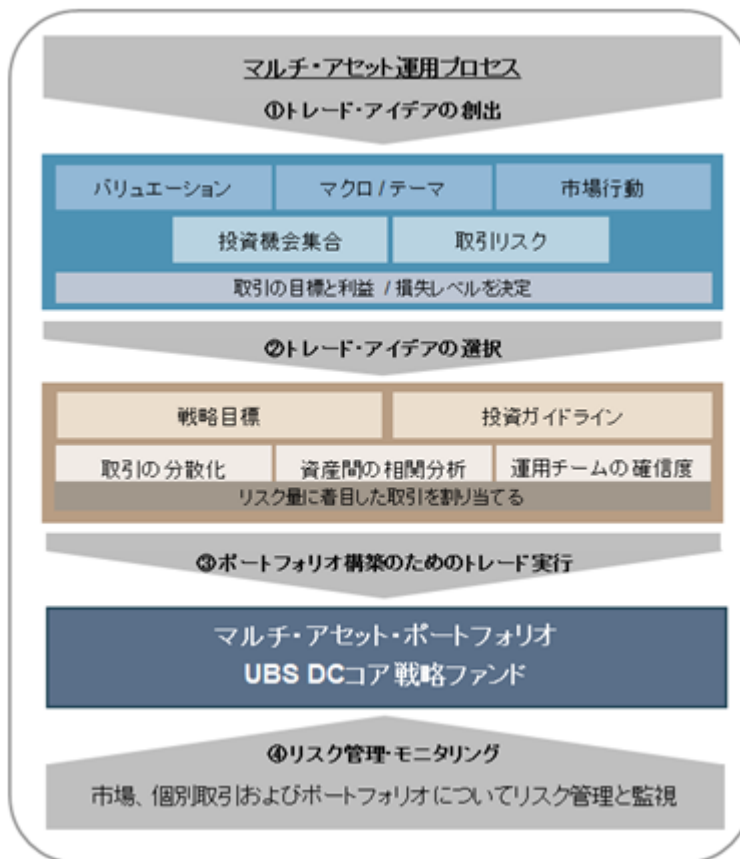 マルチ・アセット運用プロセス
①トレード・アイデアの創出
バリュエーション マクロ / テーマ 市場行動
投資機会集合 取引リスク
取引の目標と利益 / 損失レベルを決定
②トレード・アイデアの選択
戦略目標 投資ガイドライン
取引の分散化 資産間の相関分析 運用チームの確信度
リスク量に着目した取引を割り当てる
③ポートフォリオ構築のためのトレード実行
マルチ・アセット・ポートフォリオ
UBS DCコア戦略ファンド
④リスク管理・モニタリング
市場、個別取引およびポートフォリオについてリスク管理と監視